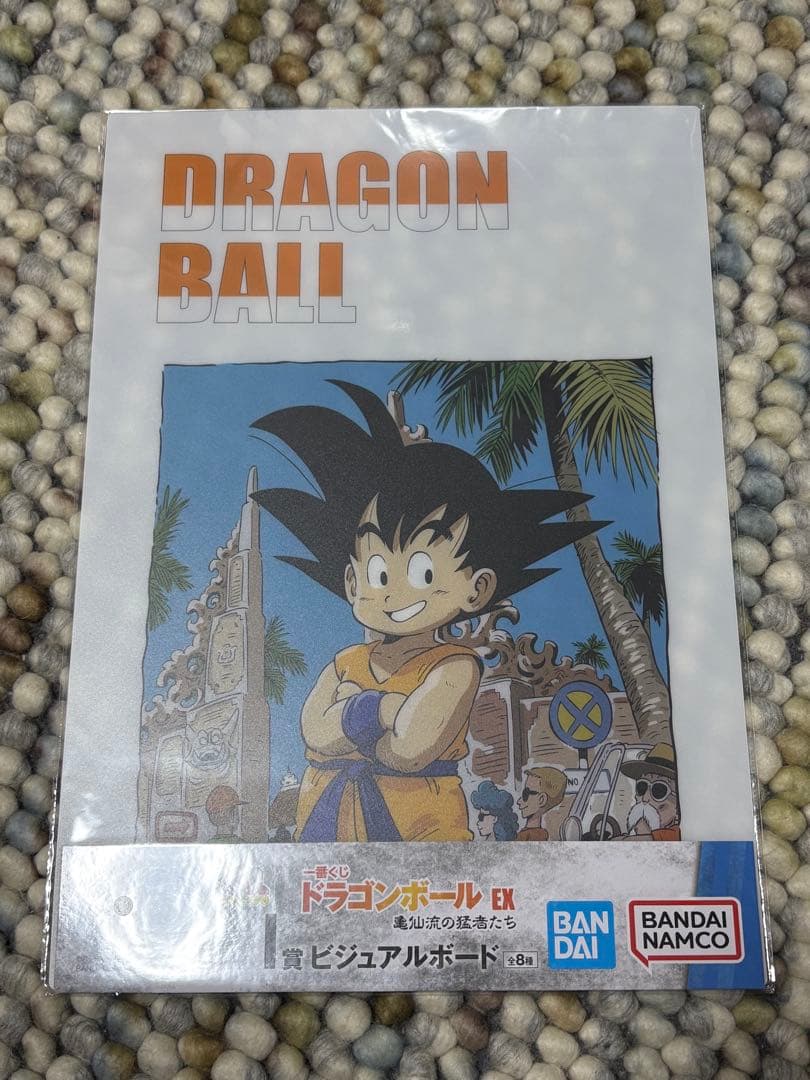 DRAGON
BALL
NO
一番くじ
ドラゴンボール EX
亀仙流の猛者たち
I賞 ビジュアルボード 全8種
BAN
DAI
BANDAI
NAMCO